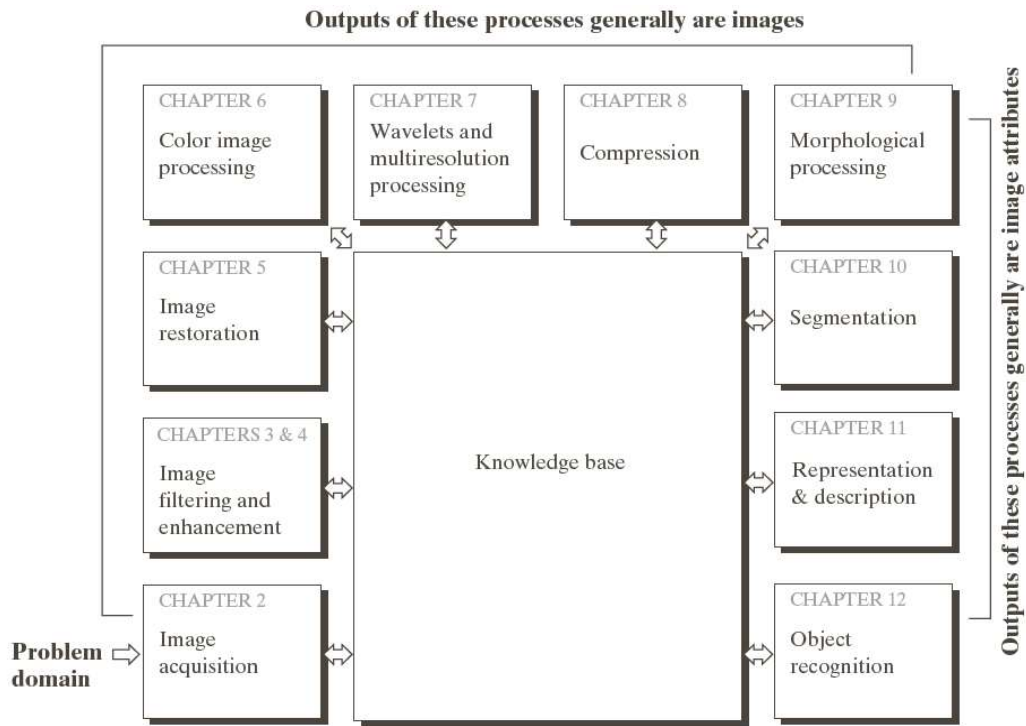 Outputs of these processes generally are images
CHAPTER 6
Color image
processing
CHAPTER 7
Wavelets and
multiresolution
processing
CHAPTER 8
Compression
CHAPTER 9
Morphological
processing
CHAPTER 5
Image
restoration
CHAPTERS 3 & 4
Image
filtering and
enhancement
CHAPTER 2
Image
acquisition
Problem
domain
Knowledge base
CHAPTER 10
Segmentation
CHAPTER 11
Representation
& description
CHAPTER 12
Object
recognition
Outputs of these processes generally are image attributes